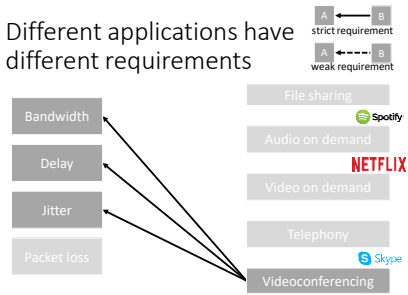 Different applications have
different requirements
A B
strict requirement
A B
weak requirement
Bandwidth
Delay
Jitter
Packet loss
File sharing
Spotify
Audio on demand
NETFLIX
Video on demand
Telephony
Skype
Videoconferencing